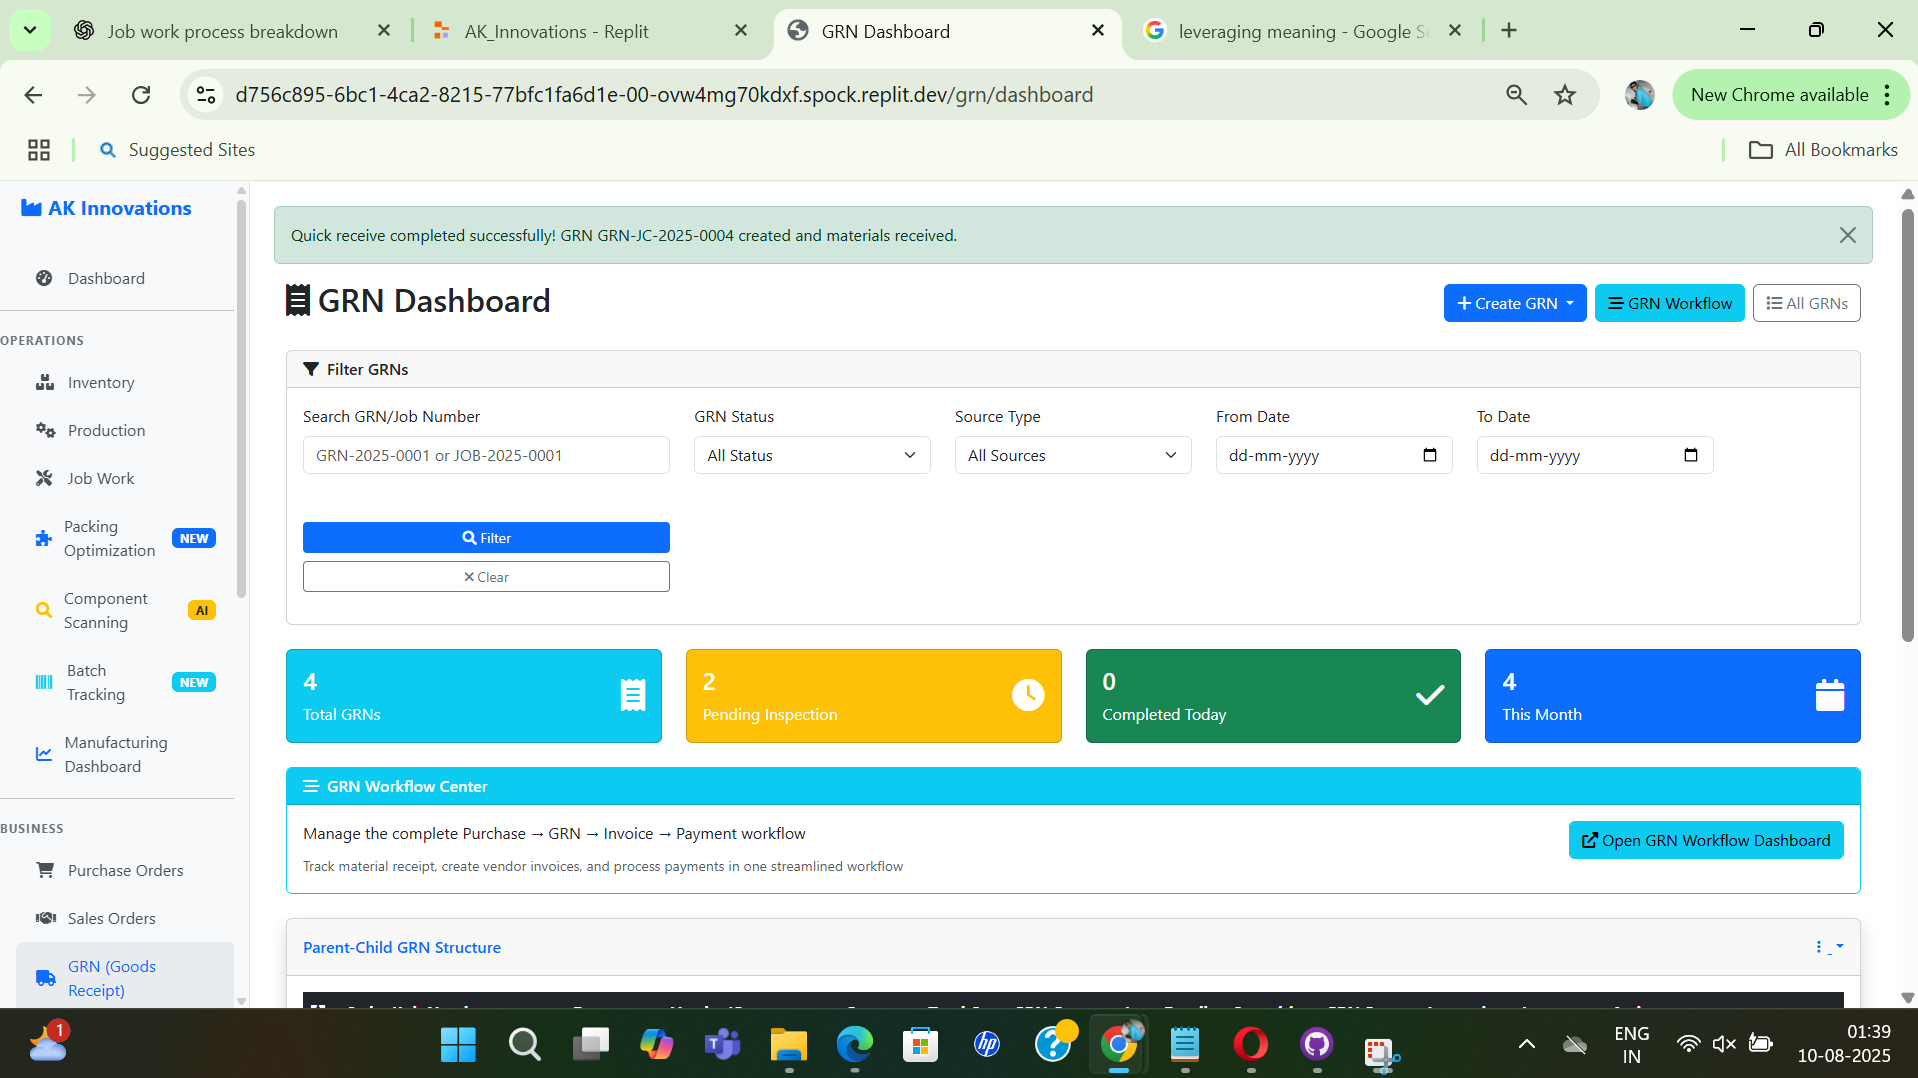 Job work process breakdown
AK_Innovations - Replit
GRN Dashboard
leveraging meaning - Google S
d756c895-6bc1-4ca2-8215-77bfc1fa6d1e-00-ovw4mg70kdxf.spock.replit.dev/grn/dashboard
New Chrome available
Suggested Sites
All Bookmarks
AK Innovations
Dashboard
OPERATIONS
Inventory
Production
Job Work
Packing
Optimization
NEW
Component
Scanning
AI
Batch
Tracking
NEW
Manufacturing
Dashboard
BUSINESS
Purchase Orders
Sales Orders
GRN (Goods
Receipt)
Quick receive completed successfully! GRN GRN-JC-2025-0004 created and materials received.
GRN Dashboard
Create GRN
GRN Workflow
All GRNs
Filter GRNs
Search GRN/Job Number
GRN Status
Source Type
From Date
To Date
GRN-2025-0001 or JOB-2025-0001
All Status
All Sources
dd-mm-yyyy
dd-mm-yyyy
Filter
Clear
4
Total GRNs
2
Pending Inspection
0
Completed Today
4
This Month
GRN Workflow Center
Manage the complete Purchase → GRN → Invoice → Payment workflow
Track material receipt, create vendor invoices, and process payments in one streamlined workflow
Open GRN Workflow Dashboard
Parent-Child GRN Structure
1
hp
ENG
IN
01:39
10-08-2025